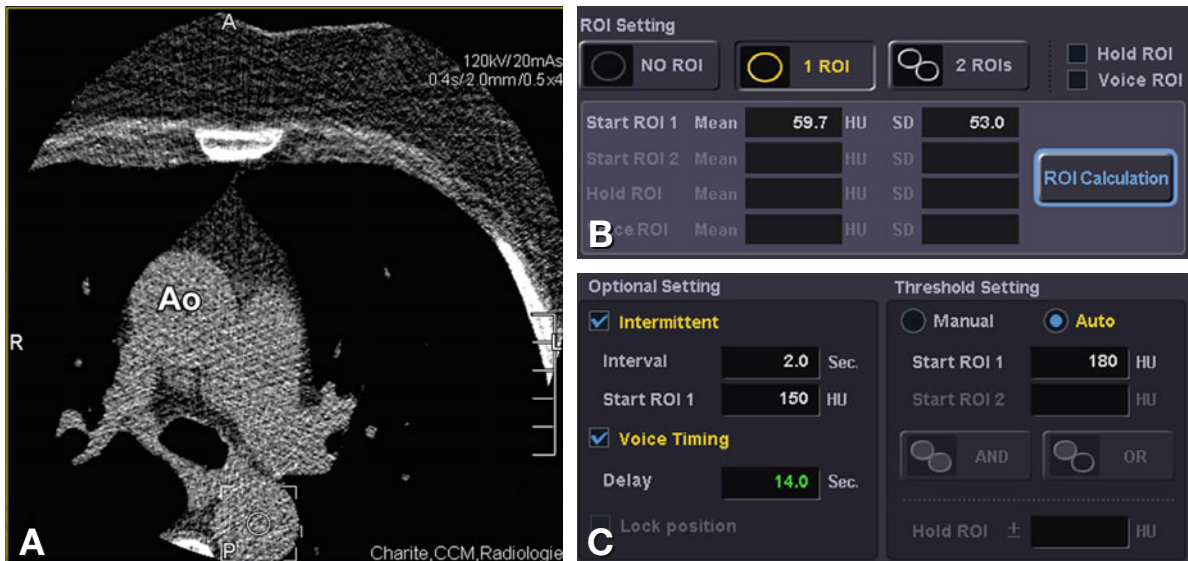 A
120kV/20mAs
0.4s/2.0mm/0.5x4
Ao
R
L
P
A
Charite,CCM,Radiologie
ROI Setting
NO ROI
1 ROI
2 ROIs
Hold ROI
Voice ROI
Start ROI 1 Mean 59.7 HU SD 53.0
Start ROI 2 Mean HU SD
Hold ROI Mean HU SD
ROI Mean HU SD
ROI Calculation
B
Optional Setting
Intermittent
Interval 2.0 Sec.
Start ROI 1 150 HU
Voice Timing
Delay 14.0 Sec.
Lock position
C
Threshold Setting
Manual Auto
Start ROI 1 180 HU
Start ROI 2 HU
AND OR
Hold ROI ± HU